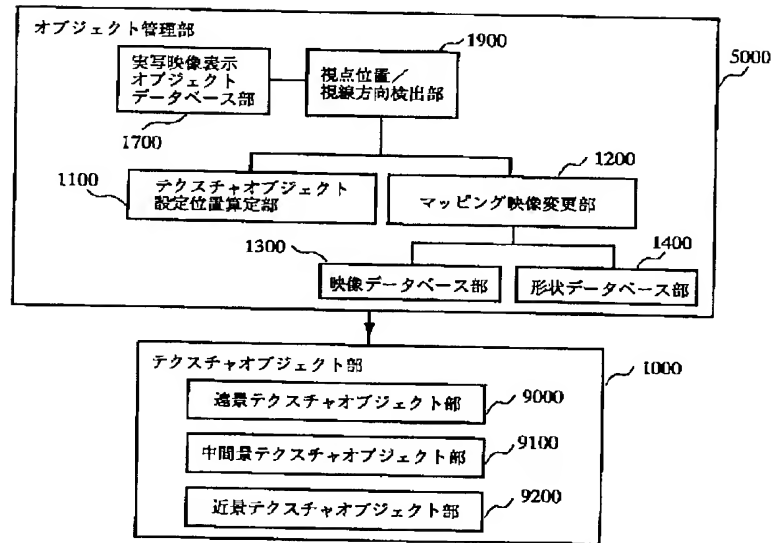 オブジェクト管理部
1900
5000
実写映像表示
オブジェクト
データベース部
視点位置／
視線方向検出部
1700
1100
1200
テクスチャオブジェクト
設定位置算定部
マッピング映像変更部
1300
1400
映像データベース部
形状データベース部
テクスチャオブジェクト部
1000
遠景テクスチャオブジェクト部
9000
中間景テクスチャオブジェクト部
9100
近景テクスチャオブジェクト部
9200